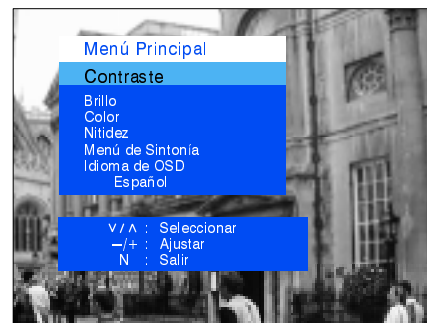 Menú Principal
Contraste
Brillo
Color
Nitidez
Menú de Sintonía
Idioma de OSD
Español
∨/∧ : Seleccionar
−/+ : Ajustar
N : Salir